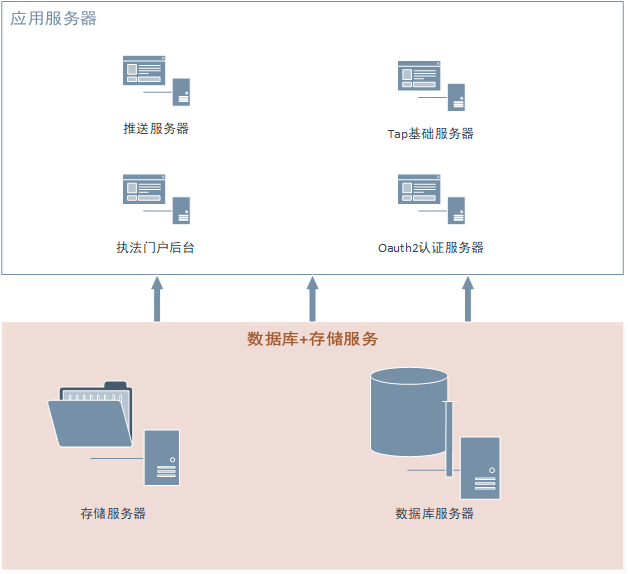 应用服务器
推送服务器
Tap基础服务器
执法门户后台
Oauth2认证服务器
数据库+存储服务
存储服务器
数据库服务器